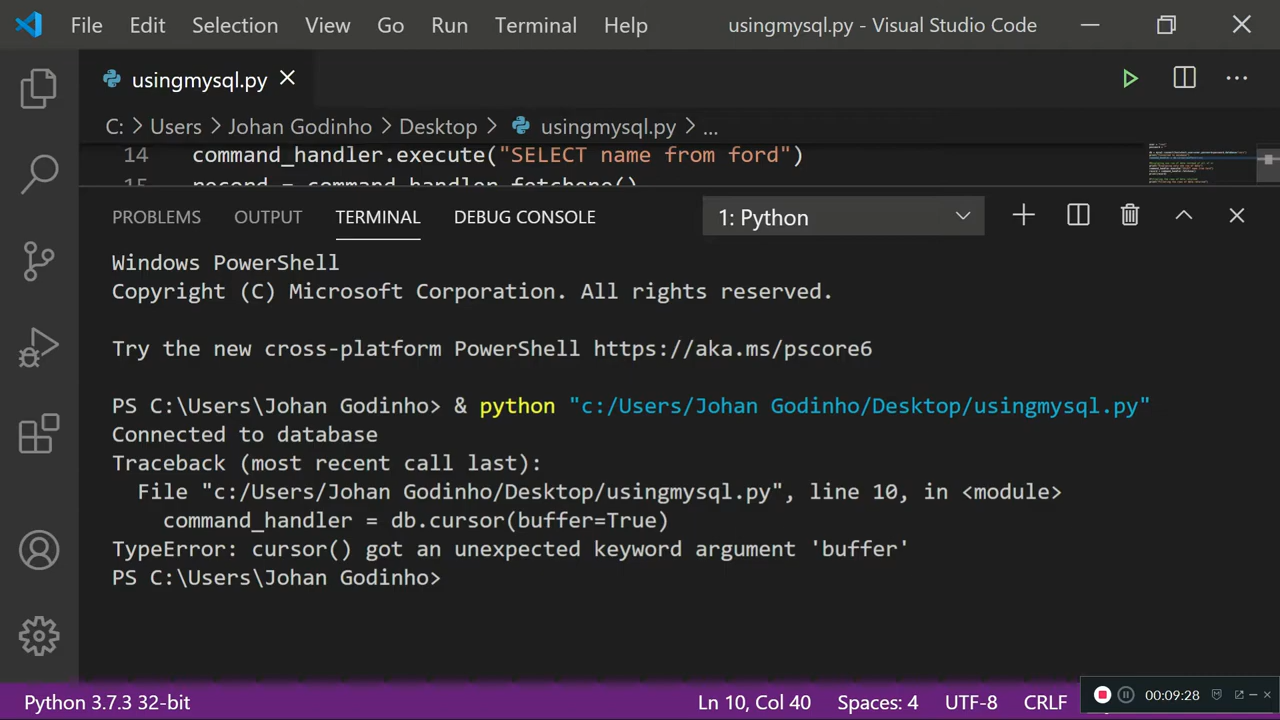 File Edit Selection View Go Run Terminal Help usingmysql.py - Visual Studio Code
usingmysql.py
C: > Users > Johan Godinho > Desktop > usingmysql.py > ...
14 command_handler.execute("SELECT name from ford")
15 record = command_handler.fetchone()
PROBLEMS OUTPUT TERMINAL DEBUG CONSOLE 1: Python
Windows PowerShell
Copyright (C) Microsoft Corporation. All rights reserved.
Try the new cross-platform PowerShell https://aka.ms/pscore6
PS C:\Users\Johan Godinho> & python "c:/Users/Johan Godinho/Desktop/usingmysql.py"
Connected to database
Traceback (most recent call last):
File "c:/Users/Johan Godinho/Desktop/usingmysql.py", line 10, in <module>
command_handler = db.cursor(buffer=True)
TypeError: cursor() got an unexpected keyword argument 'buffer'
PS C:\Users\Johan Godinho>
Python 3.7.3 32-bit Ln 10, Col 40 Spaces: 4 UTF-8 CRLF 00:09:28